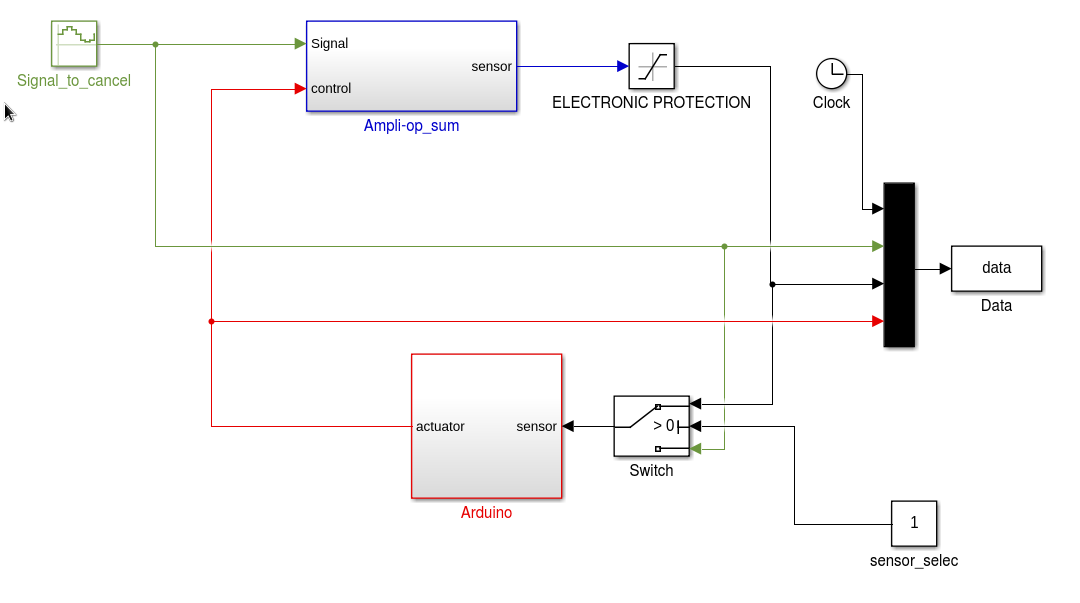 Signal_to_cancel
Signal
control
sensor
Ampli-op_sum
ELECTRONIC PROTECTION
Clock
data
Data
actuator
sensor
Arduino
> 0
Switch
1
sensor_selec